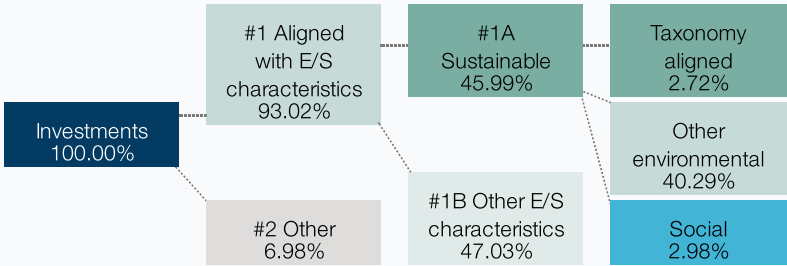 Investments
100.00%
#1 Aligned
with E/S
characteristics
93.02%
#2 Other
6.98%
#1A
Sustainable
45.99%
#1B Other E/S
characteristics
47.03%
Taxonomy
aligned
2.72%
Other
environmental
40.29%
Social
2.98%